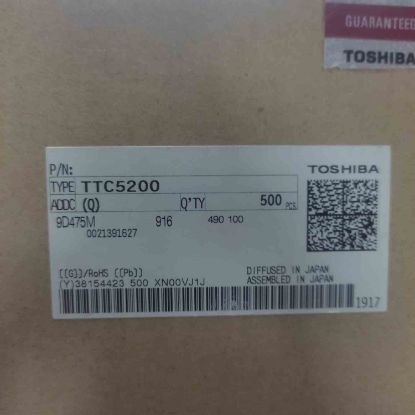 GUARANTEED
TOSHIBA
P/N:
TOSHIBA
TYPE TTC5200
ADDC (Q) Q'TY 500 PCS.
9D475M 916 490 100
0021391627
[[G]]/RoHS [[Pb]] DIFFUSED IN JAPAN
(Y)38154423 500 XN00VJ1J ASSEMBLED IN JAPAN
1917